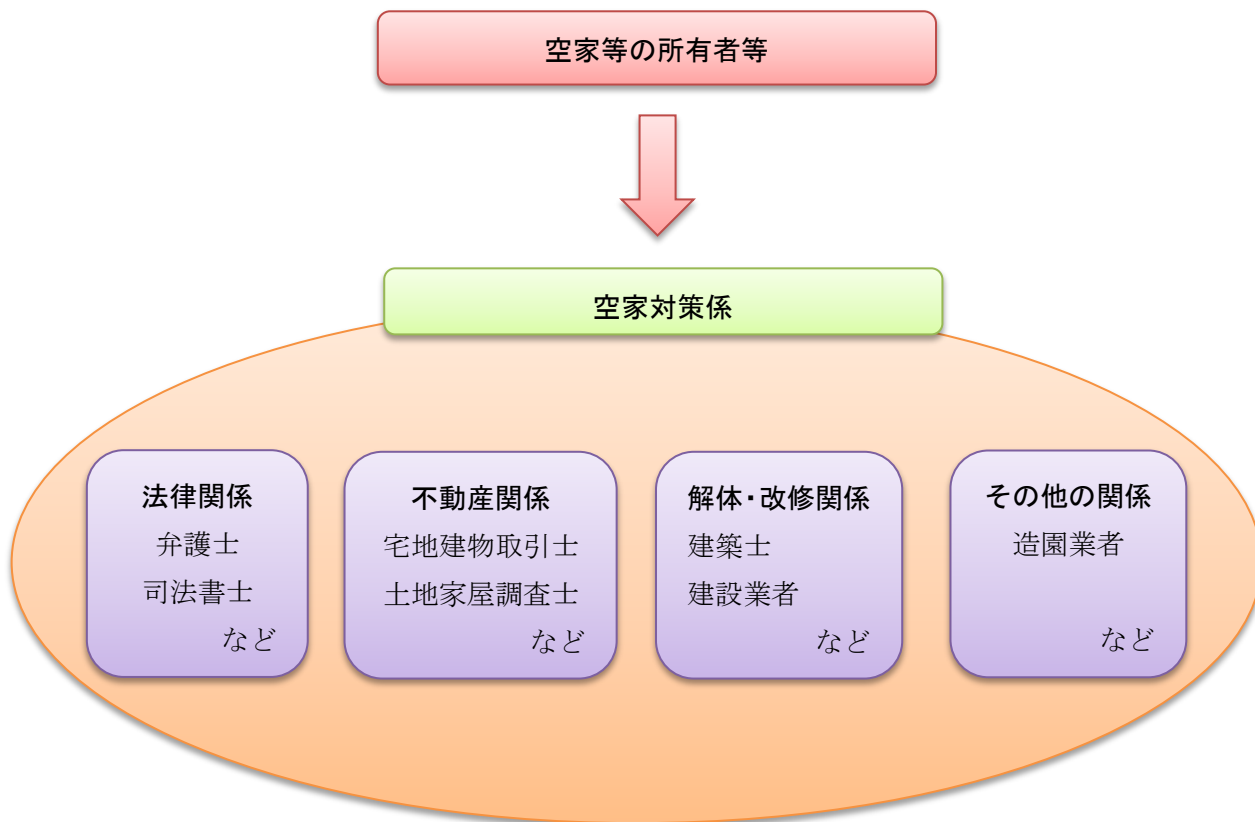 空家等の所有者等
空家対策係
法律関係
弁護士
司法書士
など
不動産関係
宅地建物取引士
土地家屋調査士
など
解体・改修関係
建築士
建設業者
など
その他の関係
造園業者
など